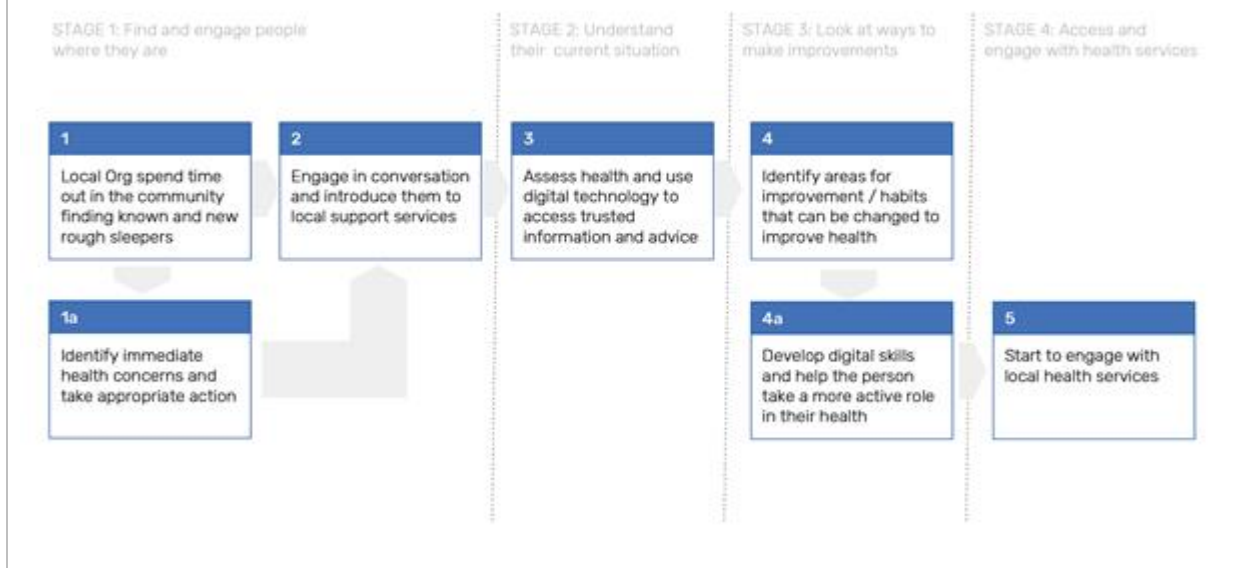 STAGE 1: Find and engage people
where they are
STAGE 2: Understand
their current situation
STAGE 3: Look at ways to
make improvements
STAGE 4: Access and
engage with health services
1
Local Org spend time
out in the community
finding known and new
rough sleepers
2
Engage in conversation
and introduce them to
local support services
3
Assess health and use
digital technology to
access trusted
information and advice
4
Identify areas for
improvement / habits
that can be changed to
improve health
1a
Identify immediate
health concerns and
take appropriate action
4a
Develop digital skills
and help the person
take a more active role
in their health
5
Start to engage with
local health services